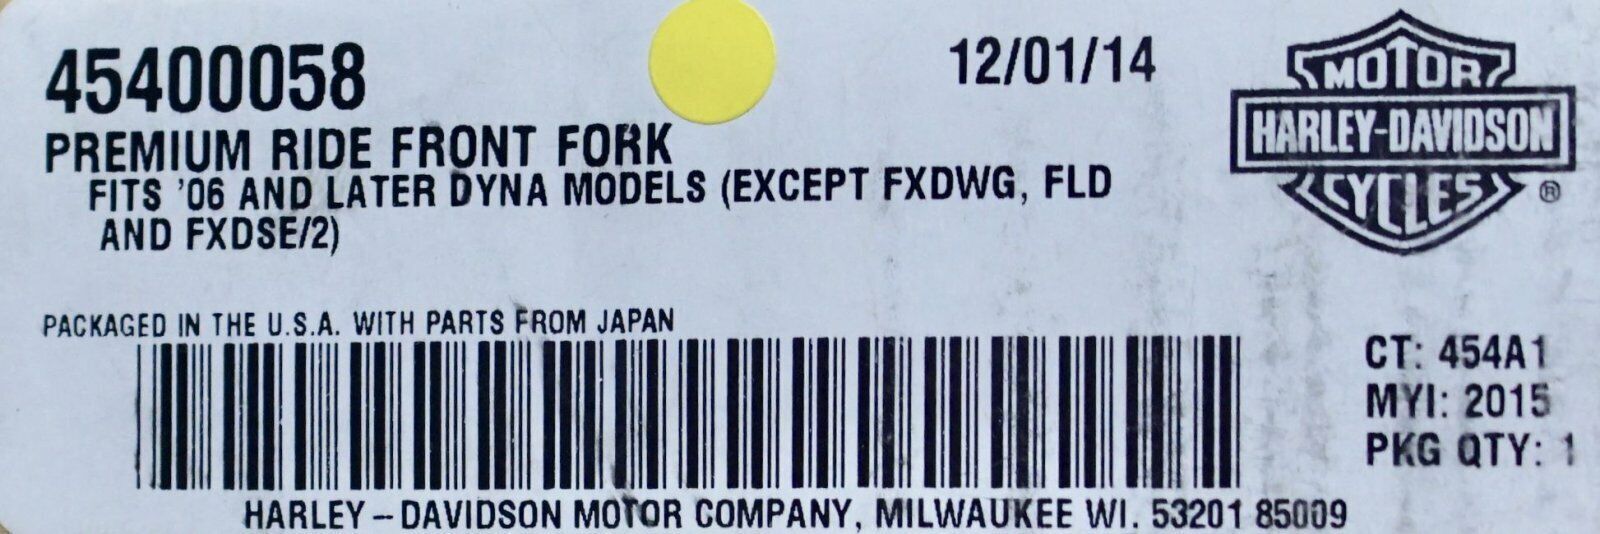 45400058
12/01/14
MOTOR
HARLEY-DAVIDSON
CYCLES
®
PREMIUM RIDE FRONT FORK
FITS '06 AND LATER DYNA MODELS (EXCEPT FXDWG, FLD
AND FXDSE/2)
PACKAGED IN THE U.S.A. WITH PARTS FROM JAPAN
CT: 454A1
MYI: 2015
PKG QTY: 1
HARLEY-DAVIDSON MOTOR COMPANY, MILWAUKEE WI. 53201 85009